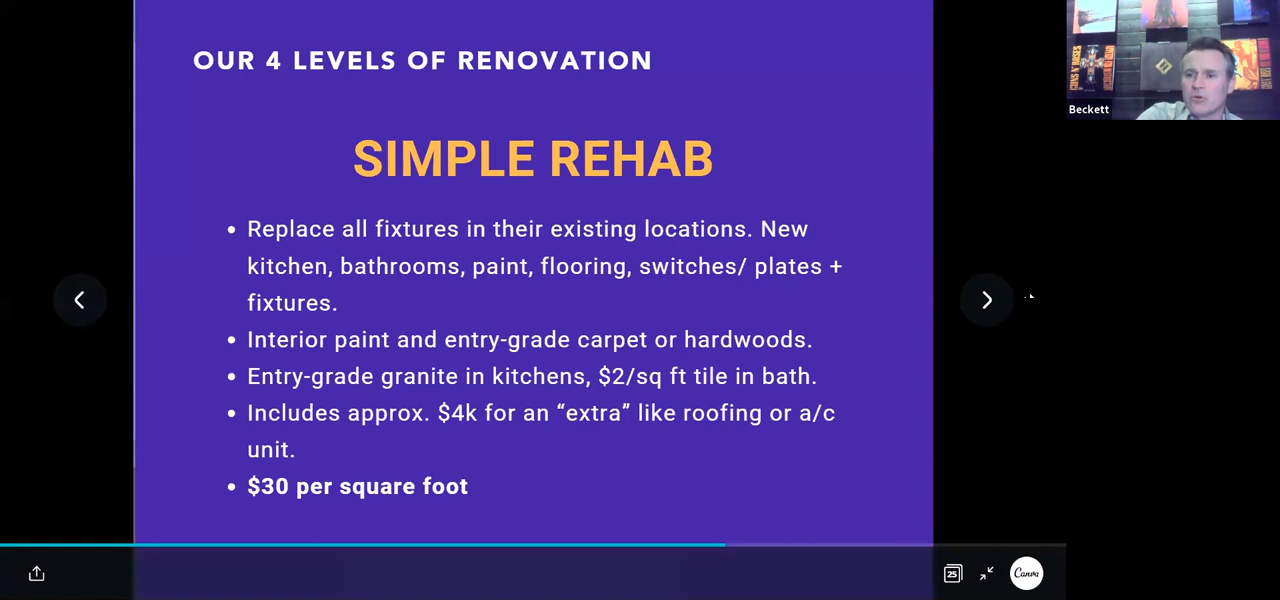 OUR 4 LEVELS OF RENOVATION
SIMPLE REHAB
• Replace all fixtures in their existing locations. New
kitchen, bathrooms, paint, flooring, switches/ plates +
fixtures.
• Interior paint and entry-grade carpet or hardwoods.
• Entry-grade granite in kitchens, $2/sq ft tile in bath.
• Includes approx. $4k for an “extra” like roofing or a/c
unit.
• $30 per square foot
Beckett
25
Canva